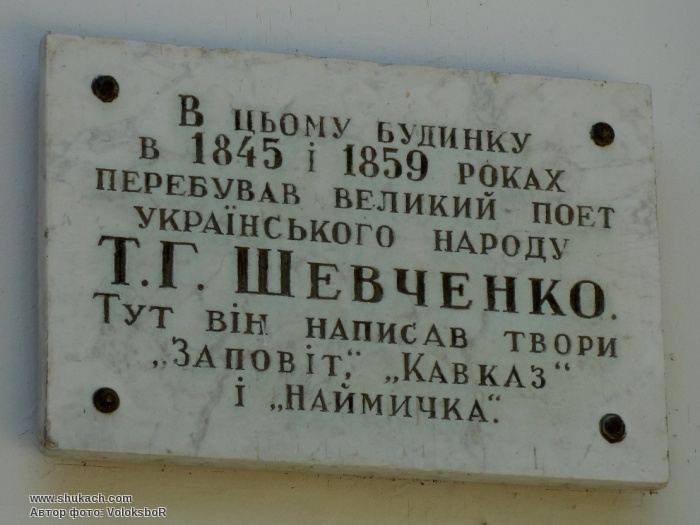 В цьому будинку
в 1845 і 1859 роках
перебував великий поет
українського народу
Т.Г. Шевченко.
Тут він написав твори
„Заповіт,“ „Кавказ“
і „Наймичка“.
www.shukach.com
Автор фото: VoloksboR